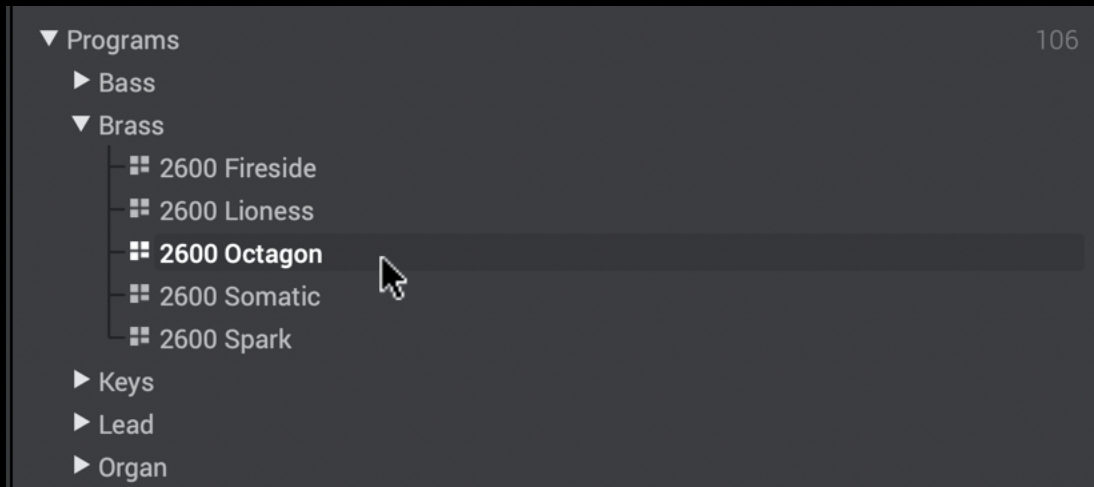 Programs 106
Bass
Brass
2600 Fireside
2600 Lioness
2600 Octagon
2600 Somatic
2600 Spark
Keys
Lead
Organ